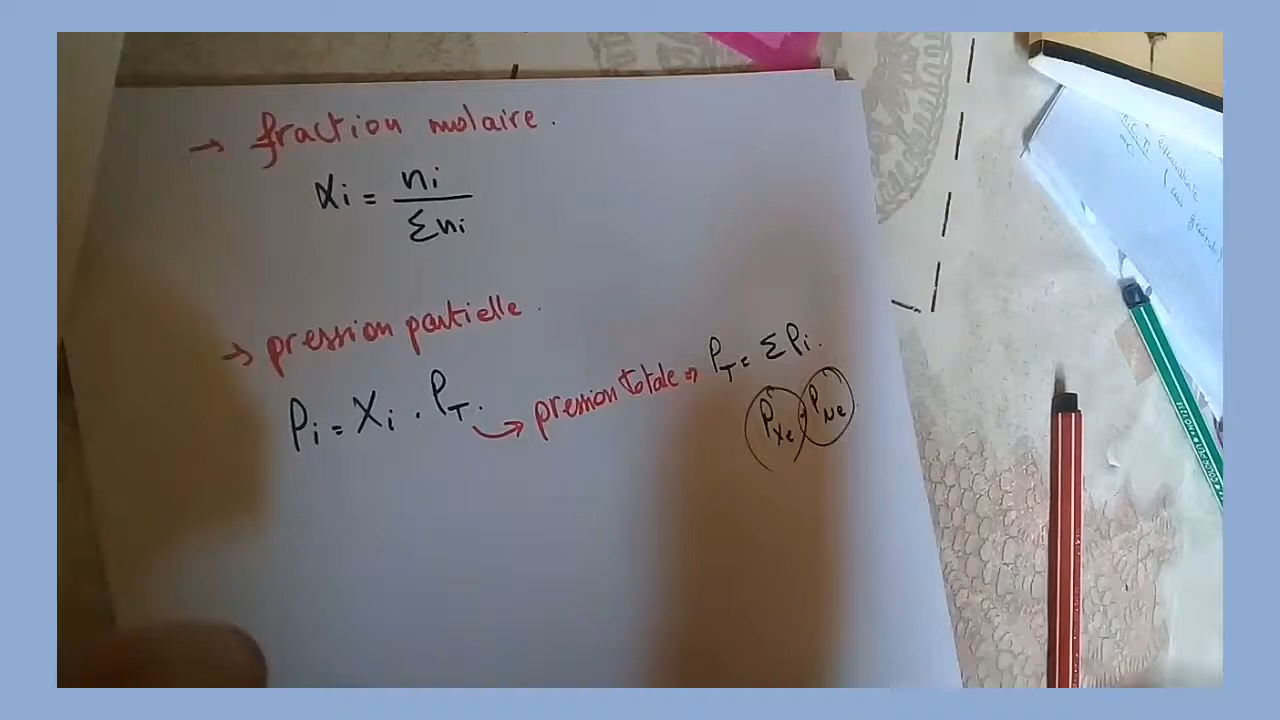 → fraction molaire.
xi = ni / Σni
→ pression partielle.
Pi = Xi . PT. → pression totale ⇒ PT = ΣPi.
PXe . PNe